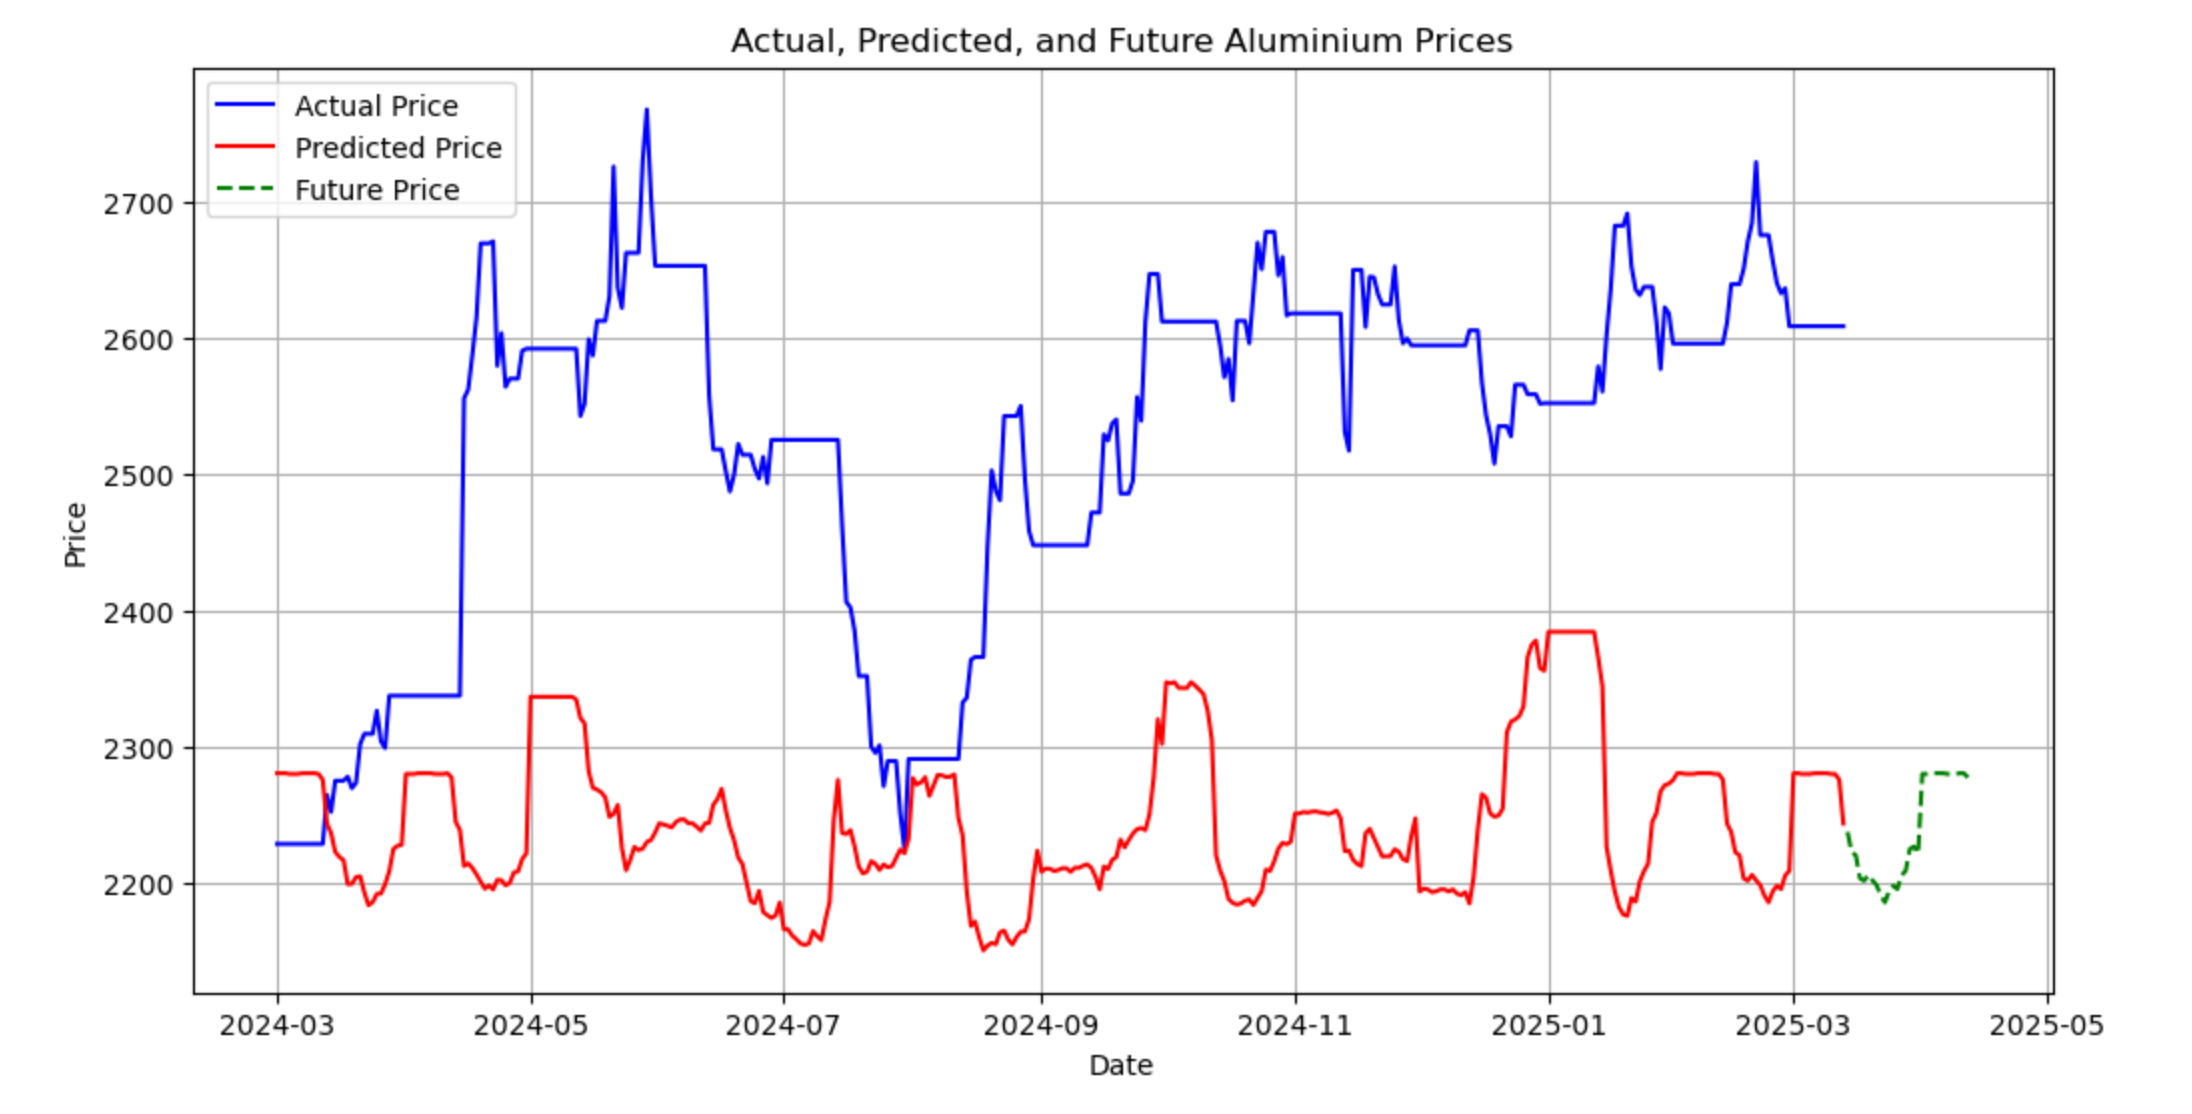 Actual, Predicted, and Future Aluminium Prices
Actual Price
Predicted Price
Future Price
Price
2700
2600
2500
2400
2300
2200
2024-03 2024-05 2024-07 2024-09 2024-11 2025-01 2025-03 2025-05
Date